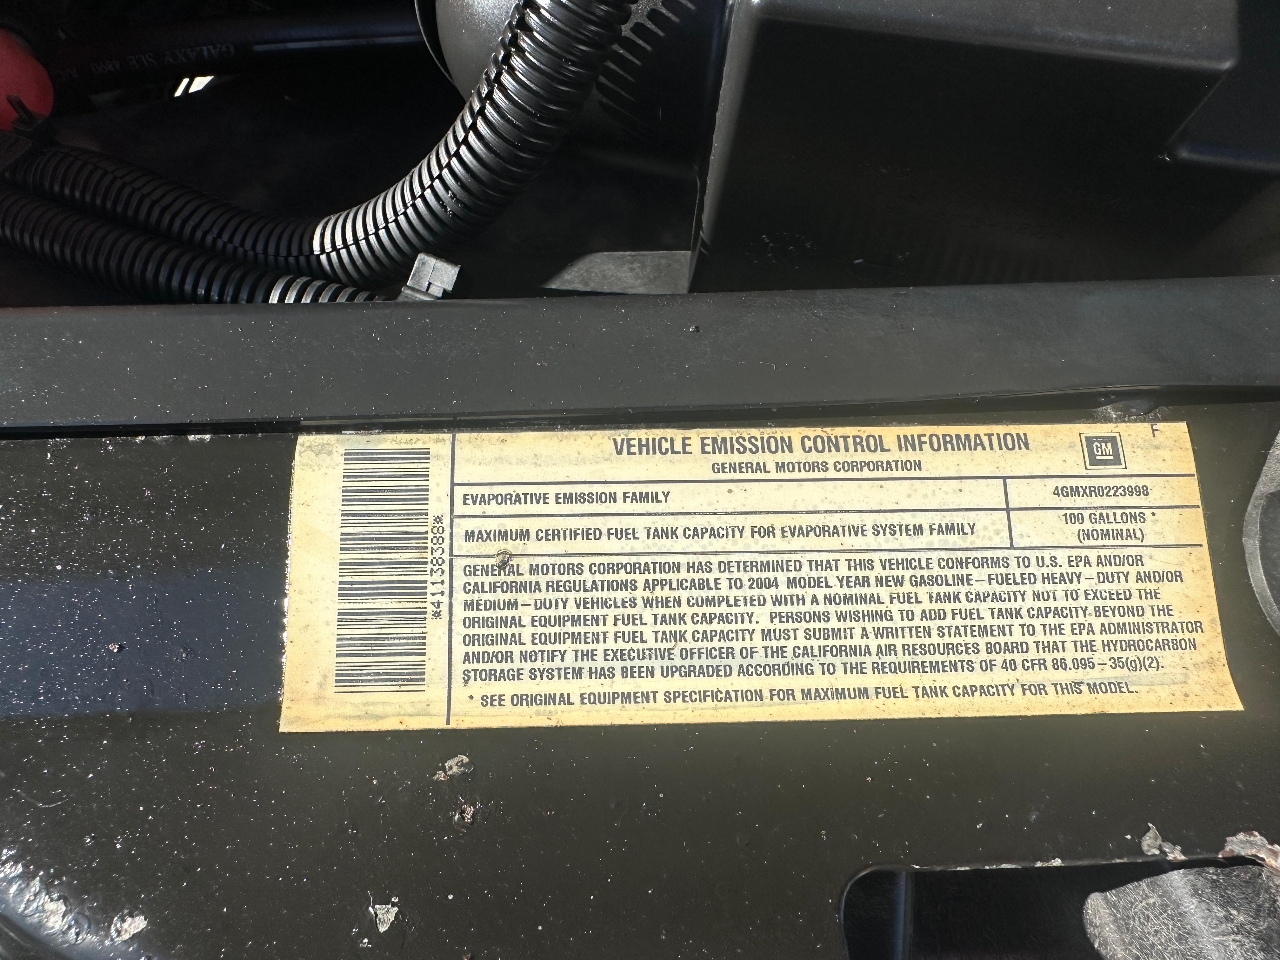 GALAXY SLE 4890
VEHICLE EMISSION CONTROL INFORMATION
GENERAL MOTORS CORPORATION
GM
F
EVAPORATIVE EMISSION FAMILY
4GMXR0223998
MAXIMUM CERTIFIED FUEL TANK CAPACITY FOR EVAPORATIVE SYSTEM FAMILY
100 GALLONS *
(NOMINAL)
*41138388*
GENERAL MOTORS CORPORATION HAS DETERMINED THAT THIS VEHICLE CONFORMS TO U.S. EPA AND/OR
CALIFORNIA REGULATIONS APPLICABLE TO 2004 MODEL YEAR NEW GASOLINE-FUELED HEAVY-DUTY AND/OR
MEDIUM-DUTY VEHICLES WHEN COMPLETED WITH A NOMINAL FUEL TANK CAPACITY NOT TO EXCEED THE
ORIGINAL EQUIPMENT FUEL TANK CAPACITY. PERSONS WISHING TO ADD FUEL TANK CAPACITY BEYOND THE
ORIGINAL EQUIPMENT FUEL TANK CAPACITY MUST SUBMIT A WRITTEN STATEMENT TO THE EPA ADMINISTRATOR
AND/OR NOTIFY THE EXECUTIVE OFFICER OF THE CALIFORNIA AIR RESOURCES BOARD THAT THE HYDROCARBON
STORAGE SYSTEM HAS BEEN UPGRADED ACCORDING TO THE REQUIREMENTS OF 40 CFR 86.095-35(g)(2).
* SEE ORIGINAL EQUIPMENT SPECIFICATION FOR MAXIMUM FUEL TANK CAPACITY FOR THIS MODEL.